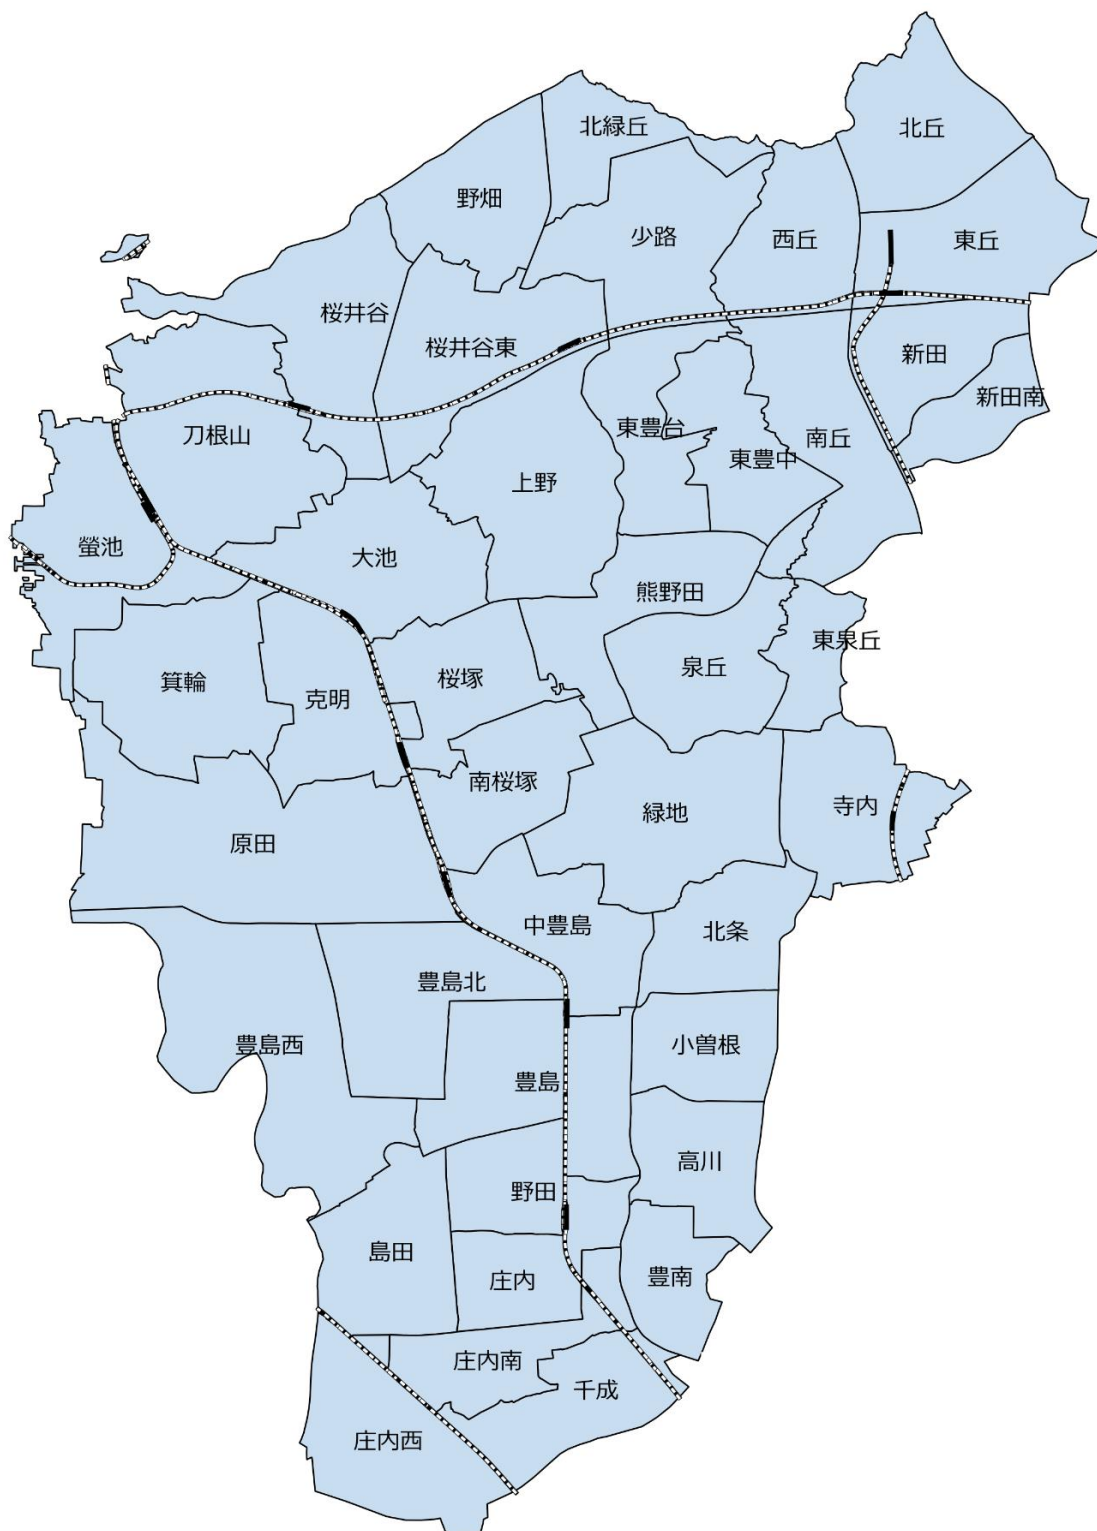 北丘
北緑丘
野畑
少路
西丘
東丘
桜井谷
桜井谷東
新田
新田南
刀根山
東豊台
南丘
東豊中
上野
螢池
大池
熊野田
東泉丘
泉丘
箕輪
克明
桜塚
南桜塚
緑地
寺内
原田
中豊島
北条
豊島北
豊島西
小曽根
豊島
高川
野田
島田
庄内
豊南
庄内南
千成
庄内西